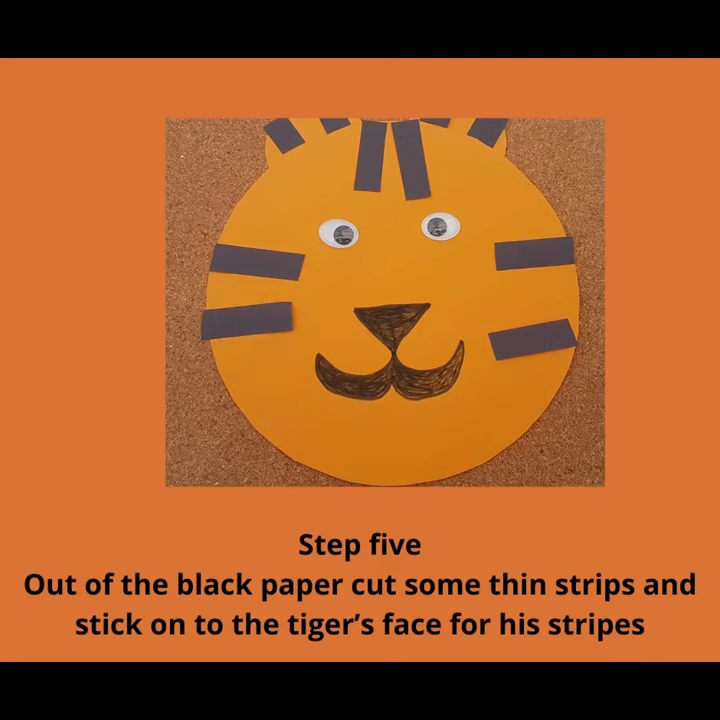 Step five
Out of the black paper cut some thin strips and
stick on to the tiger’s face for his stripes